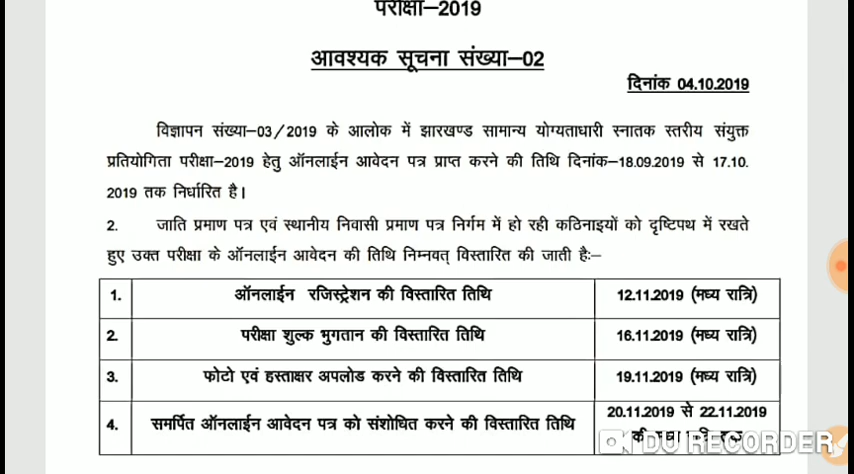 परीक्षा–2019
आवश्यक सूचना संख्या–02
दिनांक 04.10.2019
विज्ञापन संख्या–03/2019 के आलोक में झारखण्ड सामान्य योग्यताधारी स्नातक स्तरीय संयुक्त
प्रतियोगिता परीक्षा–2019 हेतु ऑनलाईन आवेदन पत्र प्राप्त करने की तिथि दिनांक–18.09.2019 से 17.10.
2019 तक निर्धारित है।
2. जाति प्रमाण पत्र एवं स्थानीय निवासी प्रमाण पत्र निर्गम में हो रही कठिनाइयों को दृष्टिपथ में रखते
हुए उक्त परीक्षा के ऑनलाईन आवेदन की तिथि निम्नवत् विस्तारित की जाती है:–
1. ऑनलाईन रजिस्ट्रेशन की विस्तारित तिथि 12.11.2019 (मध्य रात्रि)
2. परीक्षा शुल्क भुगतान की विस्तारित तिथि 16.11.2019 (मध्य रात्रि)
3. फोटो एवं हस्ताक्षर अपलोड करने की विस्तारित तिथि 19.11.2019 (मध्य रात्रि)
4. समर्पित ऑनलाईन आवेदन पत्र को संशोधित करने की विस्तारित तिथि 20.11.2019 से 22.11.2019
की
DU RECORDER